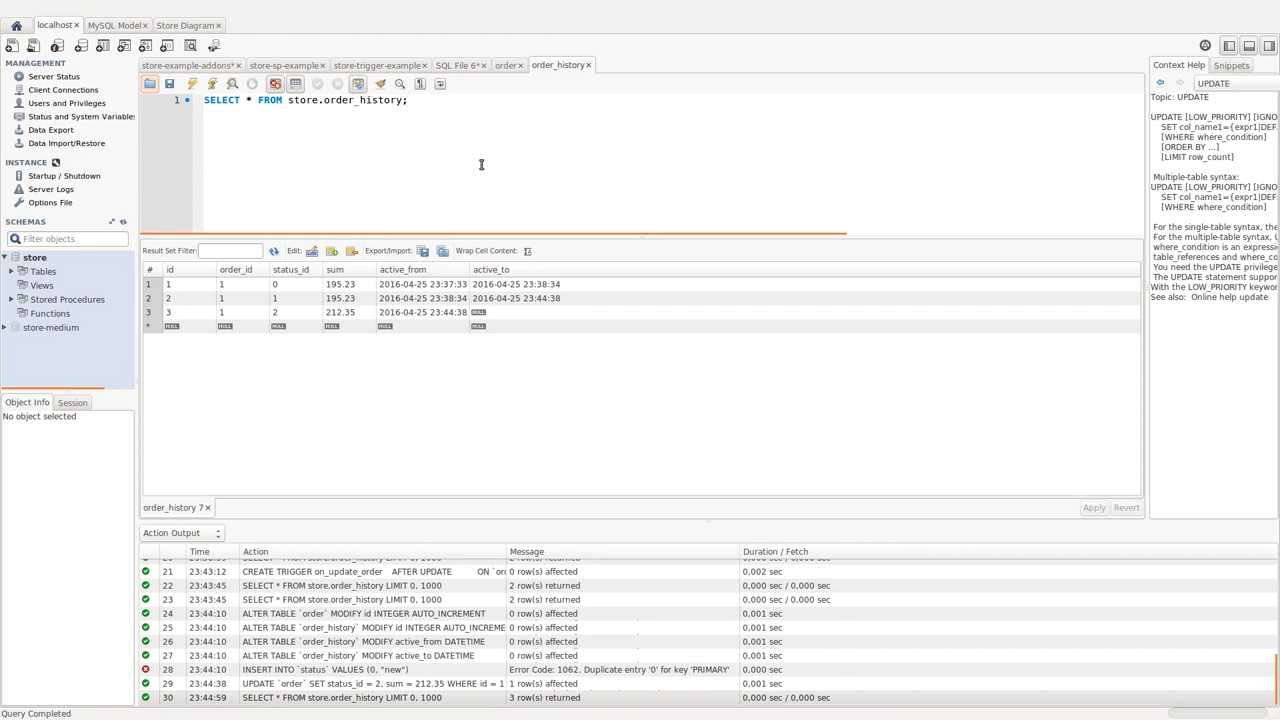 localhost× MySQL Model× Store Diagram×
MANAGEMENT
Server Status
Client Connections
Users and Privileges
Status and System Variable
Data Export
Data Import/Restore
INSTANCE
Startup / Shutdown
Server Logs
Options File
SCHEMAS
Filter objects
store
Tables
Views
Stored Procedures
Functions
store-medium
Object Info Session
No object selected
store-example-addons*× store-sp-example× store-trigger-example× SQL File 6*× order× order_history×
1 SELECT * FROM store.order_history;
Result Set Filter: Edit: Export/Import: Wrap Cell Content:
# id order_id status_id sum active_from active_to
1 1 1 0 195.23 2016-04-25 23:37:33 2016-04-25 23:38:34
2 2 1 1 195.23 2016-04-25 23:38:34 2016-04-25 23:44:38
3 3 1 2 212.35 2016-04-25 23:44:38 NULL
* NULL NULL NULL NULL NULL NULL
order_history 7× Apply Revert
Context Help Snippets
UPDATE
Topic: UPDATE
UPDATE [LOW_PRIORITY] [IGNO
SET col_name1={expr1|DEF
[WHERE where_condition]
[ORDER BY ...]
[LIMIT row_count]
Multiple-table syntax:
UPDATE [LOW_PRIORITY] [IGNO
SET col_name1={expr1|DEF
[WHERE where_condition]
For the single-table syntax, the
For the multiple-table syntax, 
where_condition is an expressi
table_references and where_co
You need the UPDATE privilege
The UPDATE statement suppor
With the LOW_PRIORITY keywor
See also: Online help update
Action Output
Time Action Message Duration / Fetch
21 23:43:12 CREATE TRIGGER on_update_order AFTER UPDATE ON `or 0 row(s) affected 0,002 sec
22 23:43:45 SELECT * FROM store.order_history LIMIT 0, 1000 2 row(s) returned 0,000 sec / 0,000 sec
23 23:43:45 SELECT * FROM store.order_history LIMIT 0, 1000 2 row(s) returned 0,000 sec / 0,000 sec
24 23:44:10 ALTER TABLE `order` MODIFY id INTEGER AUTO_INCREMENT 0 row(s) affected 0,001 sec
25 23:44:10 ALTER TABLE `order_history` MODIFY id INTEGER AUTO_INCREME 0 row(s) affected 0,001 sec
26 23:44:10 ALTER TABLE `order_history` MODIFY active_from DATETIME 0 row(s) affected 0,001 sec
27 23:44:10 ALTER TABLE `order_history` MODIFY active_to DATETIME 0 row(s) affected 0,001 sec
28 23:44:10 INSERT INTO `status` VALUES (0, "new") Error Code: 1062. Duplicate entry '0' for key 'PRIMARY' 0,000 sec
29 23:44:38 UPDATE `order` SET status_id = 2, sum = 212.35 WHERE id = 1 1 row(s) affected 0,001 sec
30 23:44:59 SELECT * FROM store.order_history LIMIT 0, 1000 3 row(s) returned 0,000 sec / 0,000 sec
Query Completed